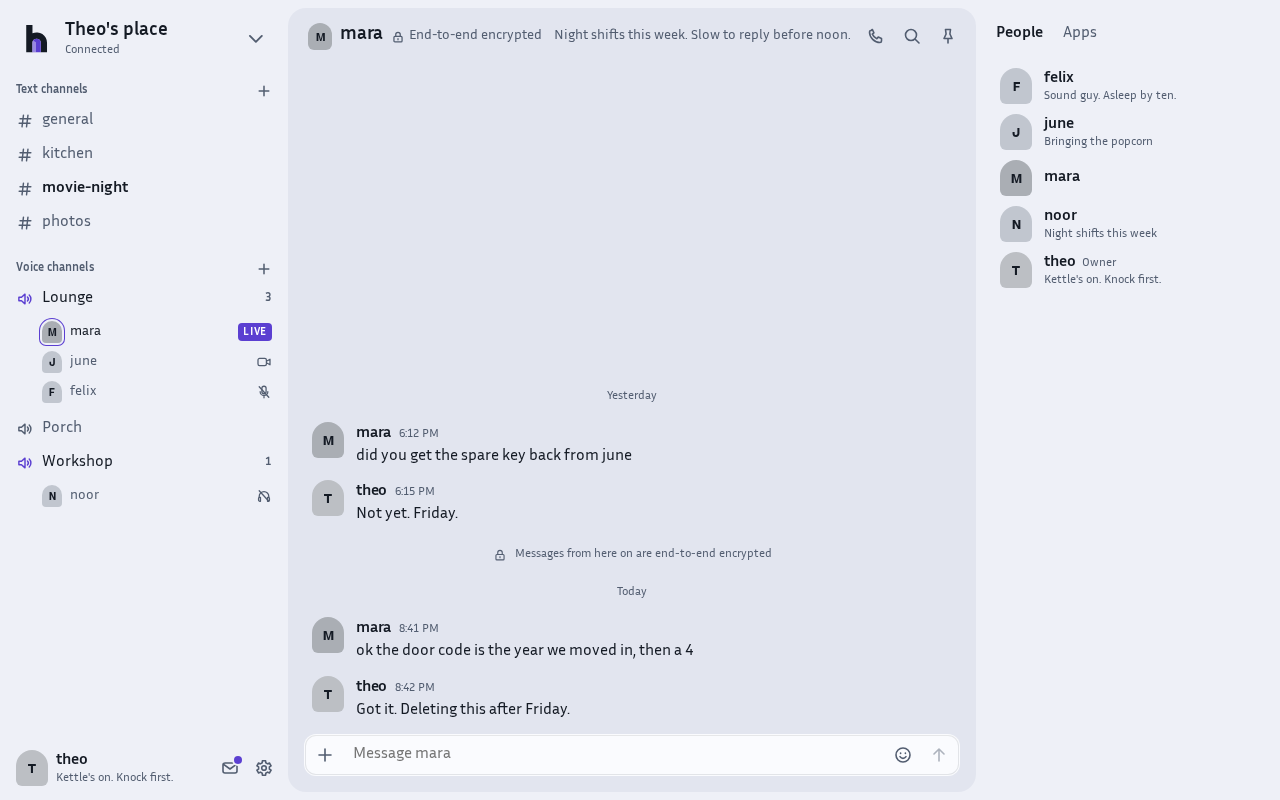 Theo's place
Connected
Text channels
general
kitchen
movie-night
photos
Voice channels
Lounge 3
M mara LIVE
J june
F felix
Porch
Workshop 1
N noor
T theo
Kettle's on. Knock first.
M mara End-to-end encrypted Night shifts this week. Slow to reply before noon.
Yesterday
M mara 6:12 PM
did you get the spare key back from june
T theo 6:15 PM
Not yet. Friday.
Messages from here on are end-to-end encrypted
Today
M mara 8:41 PM
ok the door code is the year we moved in, then a 4
T theo 8:42 PM
Got it. Deleting this after Friday.
Message mara
People Apps
F felix
Sound guy. Asleep by ten.
J june
Bringing the popcorn
M mara
N noor
Night shifts this week
T theo Owner
Kettle's on. Knock first.